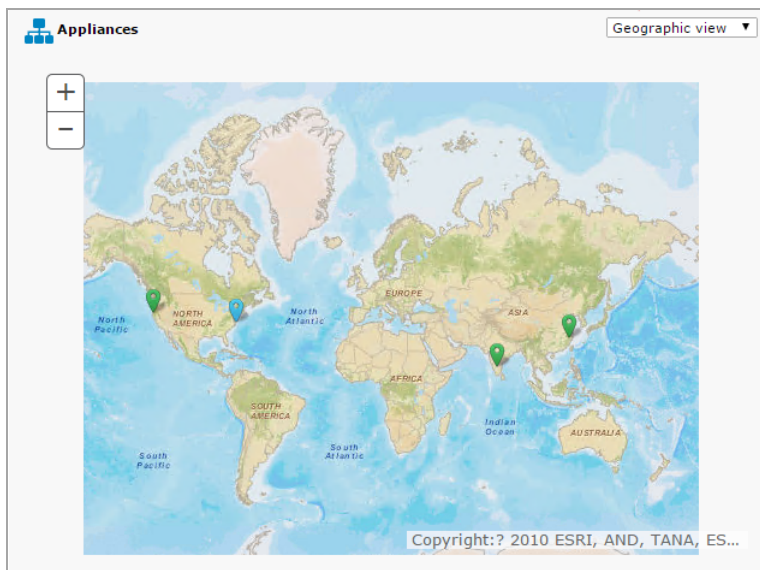 Appliances
Geographic view
+
−
North
Pacific
NORTH
AMERICA
North
Atlantic
EUROPE
ASIA
AFRICA
SOUTH
AMERICA
Indian
Ocean
AUSTRALIA
South
Pacific
South
Atlantic
Copyright:? 2010 ESRI, AND, TANA, ES...